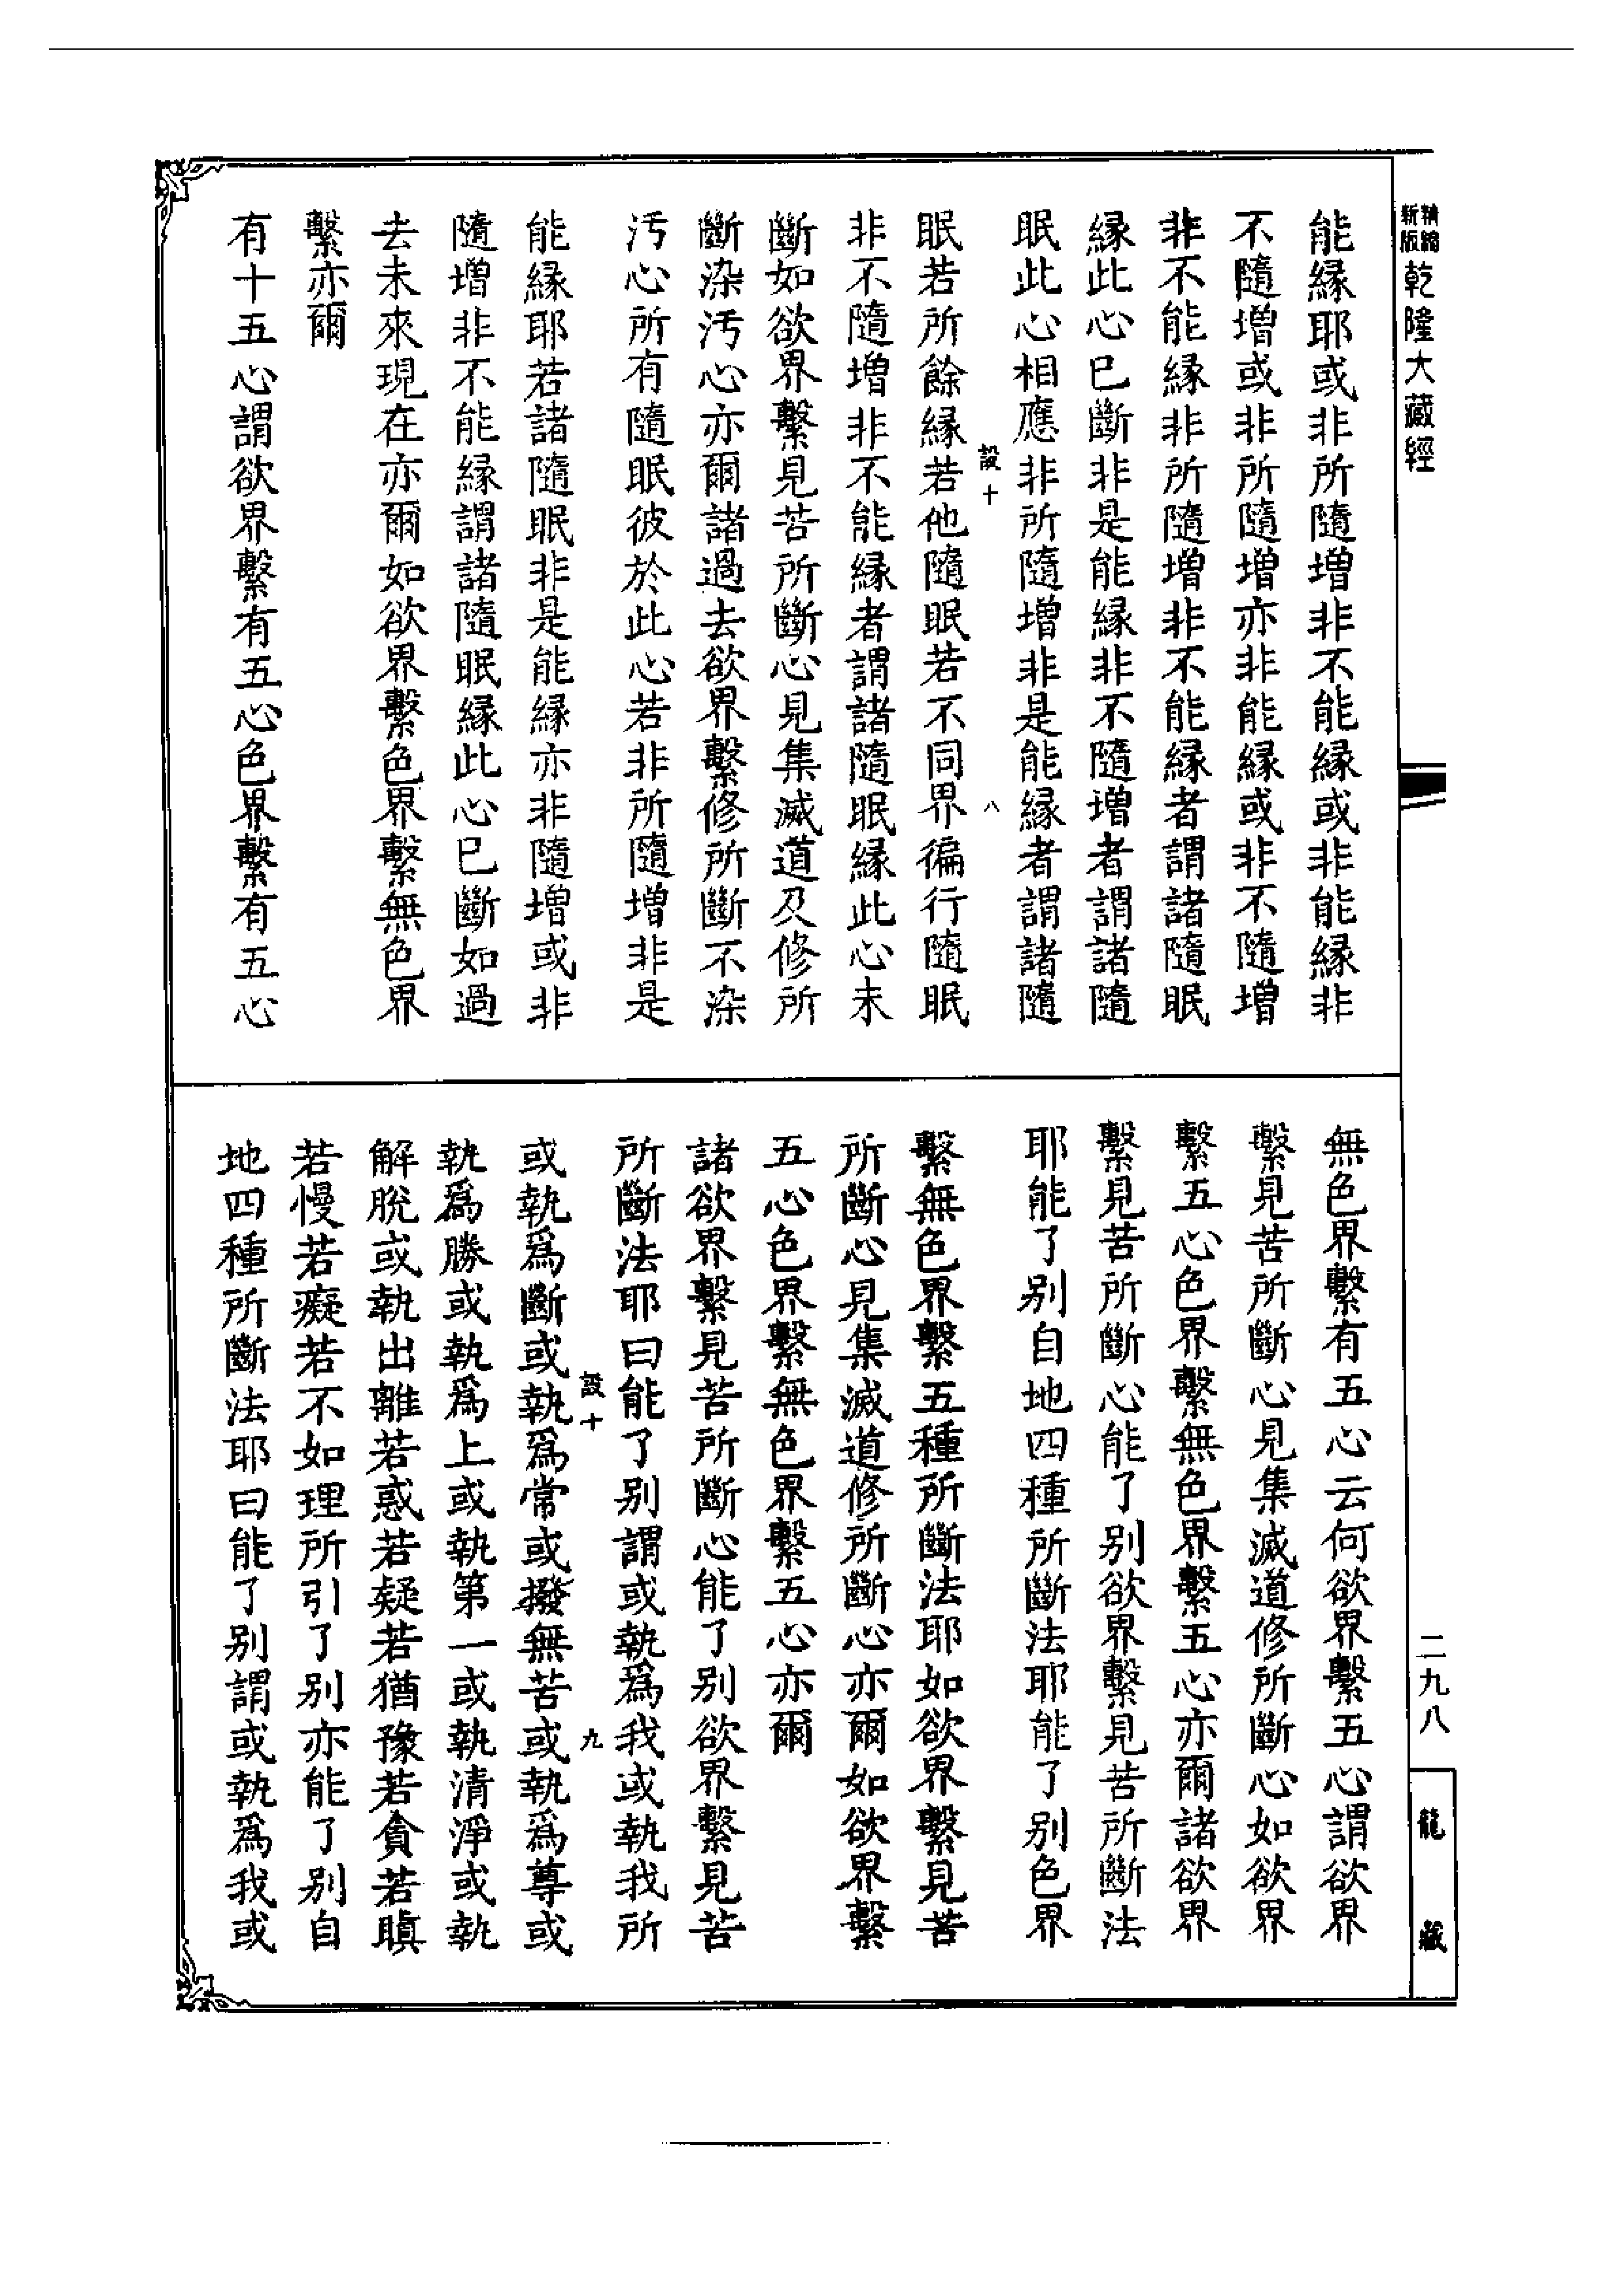 精縮
新版
乾隆大藏經
能緣耶或非所隨增非不能緣或非能緣非
不隨增或非所隨增亦非能緣或非不隨增
非不能緣非所隨增非不能緣者謂諸隨眠
緣此心已斷非是能緣非不隨增者謂諸隨
眠此心相應非所隨增非是能緣者謂諸隨
設十
八
眠若所餘緣若他隨眠若不同界徧行隨眠
非不隨增非不能緣者謂諸隨眠緣此心未
斷如欲界繫見苦所斷心見集滅道及修所
斷染污心亦爾諸過去欲界繫修所斷不染
污心所有隨眠彼於此心若非所隨增非是
能緣耶若諸隨眠非是能緣亦非隨增或非
隨增非不能緣謂諸隨眠緣此心已斷如過
去未來現在亦爾如欲界繫色界繫無色界
繫亦爾
有十五心謂欲界繫有五心色界繫有五心
無色界繫有五心云何欲界繫五心謂欲界
繫見苦所斷心見集滅道修所斷心如欲界
繫五心色界繫無色界繫五心亦爾諸欲界
繫見苦所斷心能了別欲界繫見苦所斷法
耶能了別自地四種所斷法耶能了別色界
繫無色界繫五種所斷法耶如欲界繫見苦
所斷心見集滅道修所斷心亦爾如欲界繫
五心色界繫無色界繫五心亦爾
諸欲界繫見苦所斷心能了別欲界繫見苦
所斷法耶曰能了別謂或執爲我或執我所
設十
九
或執爲斷或執爲常或撥無苦或執爲尊或
執爲勝或執爲上或執第一或執清淨或執
解脫或執出離若惑若疑若猶豫若貪若瞋
若慢若癡若不如理所引了別亦能了別自
地四種所斷法耶曰能了別謂或執爲我或
二九八
龍藏